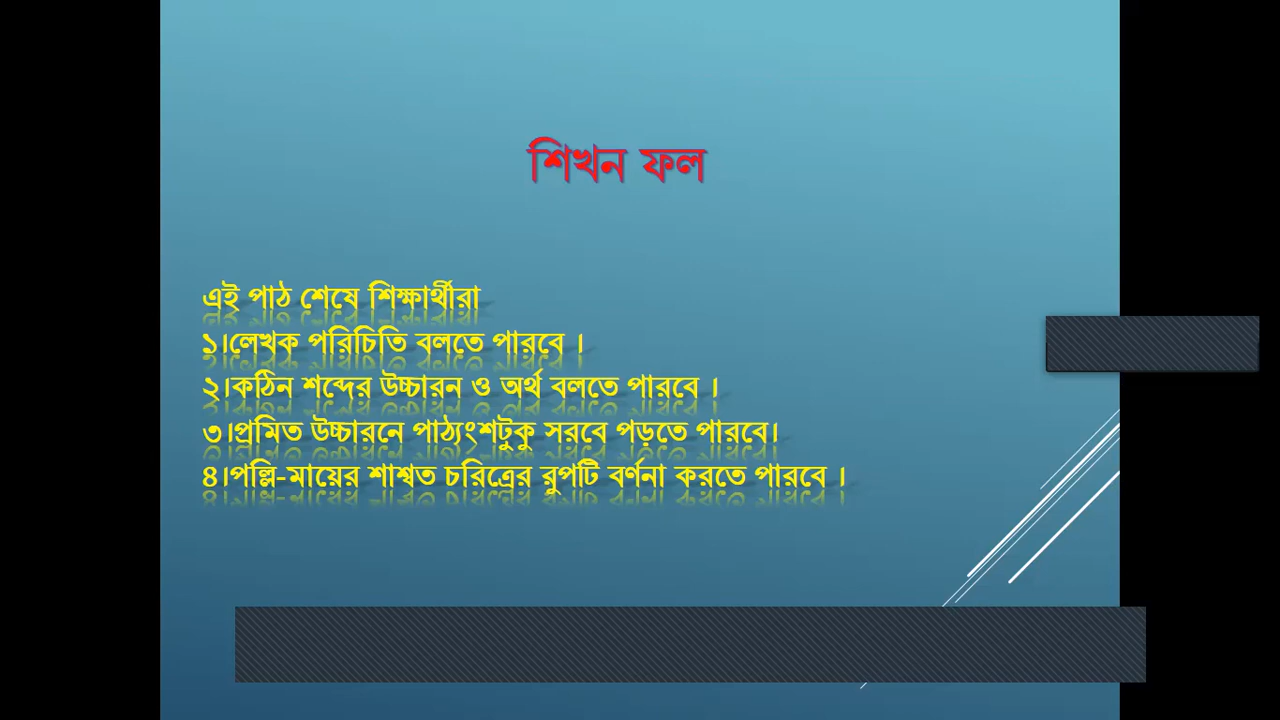 শিখন ফল
এই পাঠ শেষে শিক্ষার্থীরা
১।লেখক পরিচিতি বলতে পারবে ।
২।কঠিন শব্দের উচ্চারন ও অর্থ বলতে পারবে ।
৩।প্রমিত উচ্চারনে পাঠ্যংশটুকু সরবে পড়তে পারবে।
৪।পল্লি-মায়ের শাশ্বত চরিত্রের রুপটি বর্ণনা করতে পারবে ।